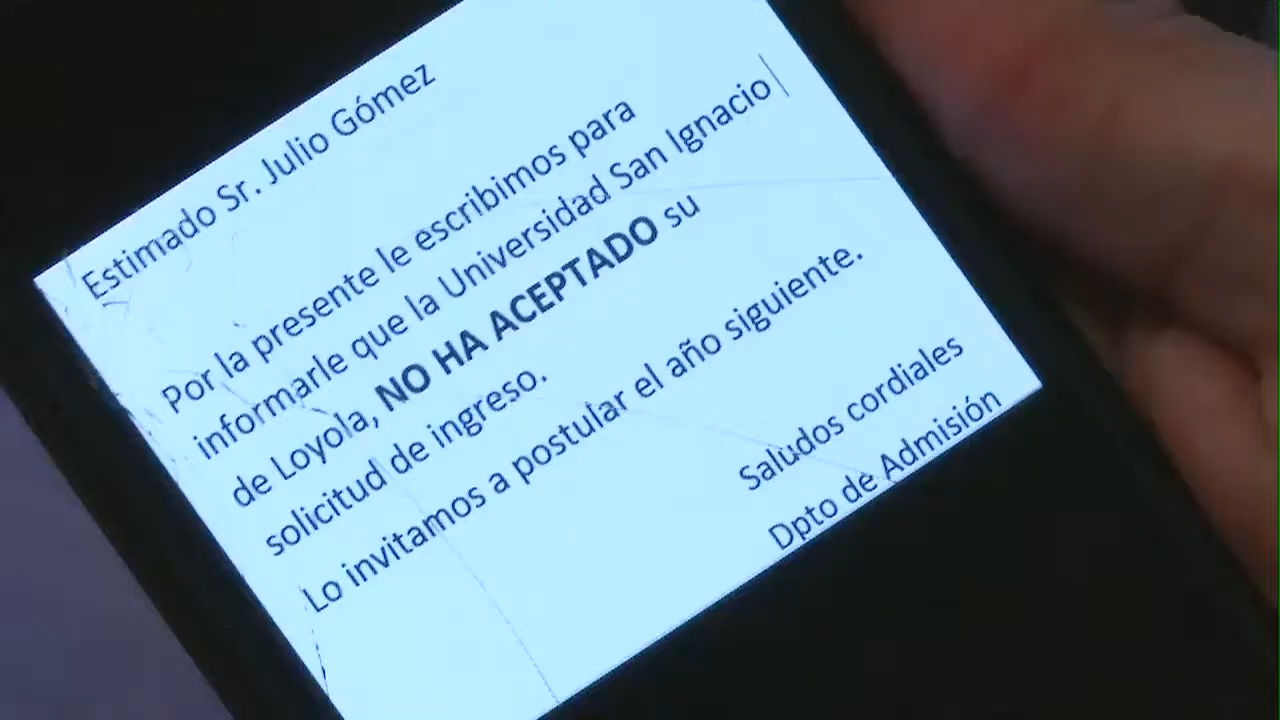 Estimado Sr. Julio Gómez
Por la presente le escribimos para
informarle que la Universidad San Ignacio
de Loyola, NO HA ACEPTADO su
solicitud de ingreso.
Lo invitamos a postular el año siguiente.
Saludos cordiales
Dpto de Admisión